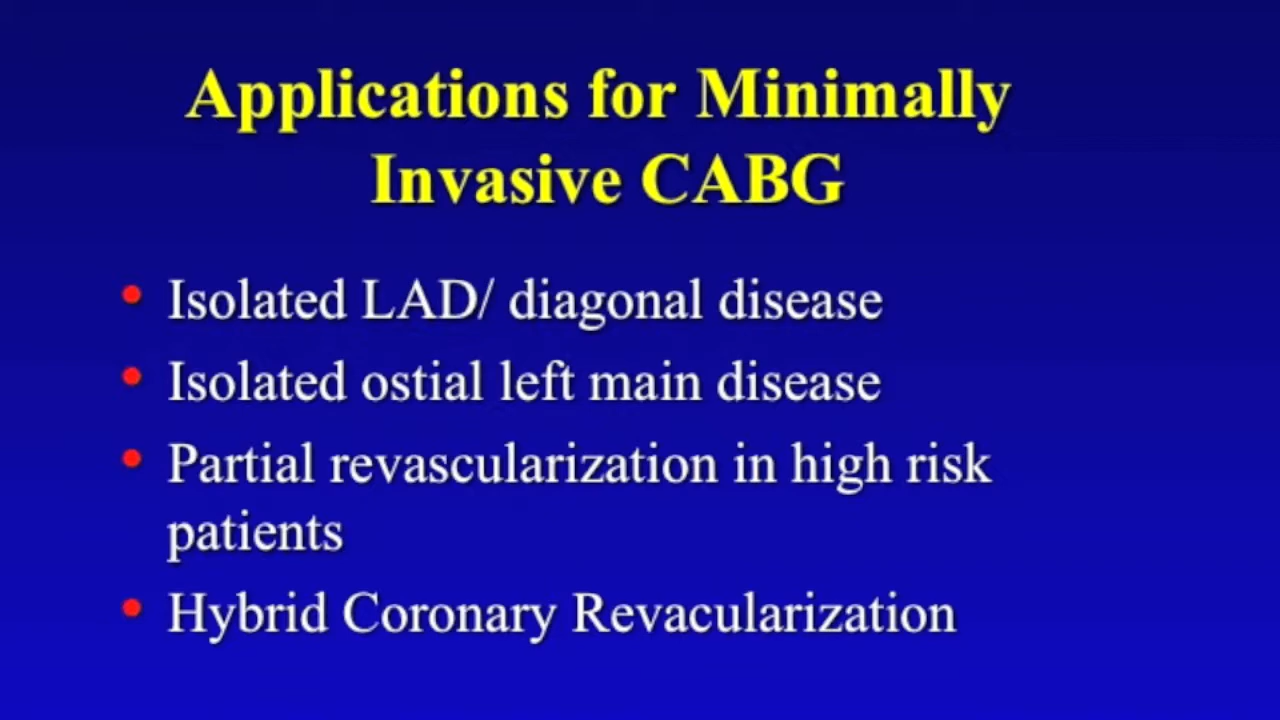 Applications for Minimally
Invasive CABG
• Isolated LAD/ diagonal disease
• Isolated ostial left main disease
• Partial revascularization in high risk
patients
• Hybrid Coronary Revacularization